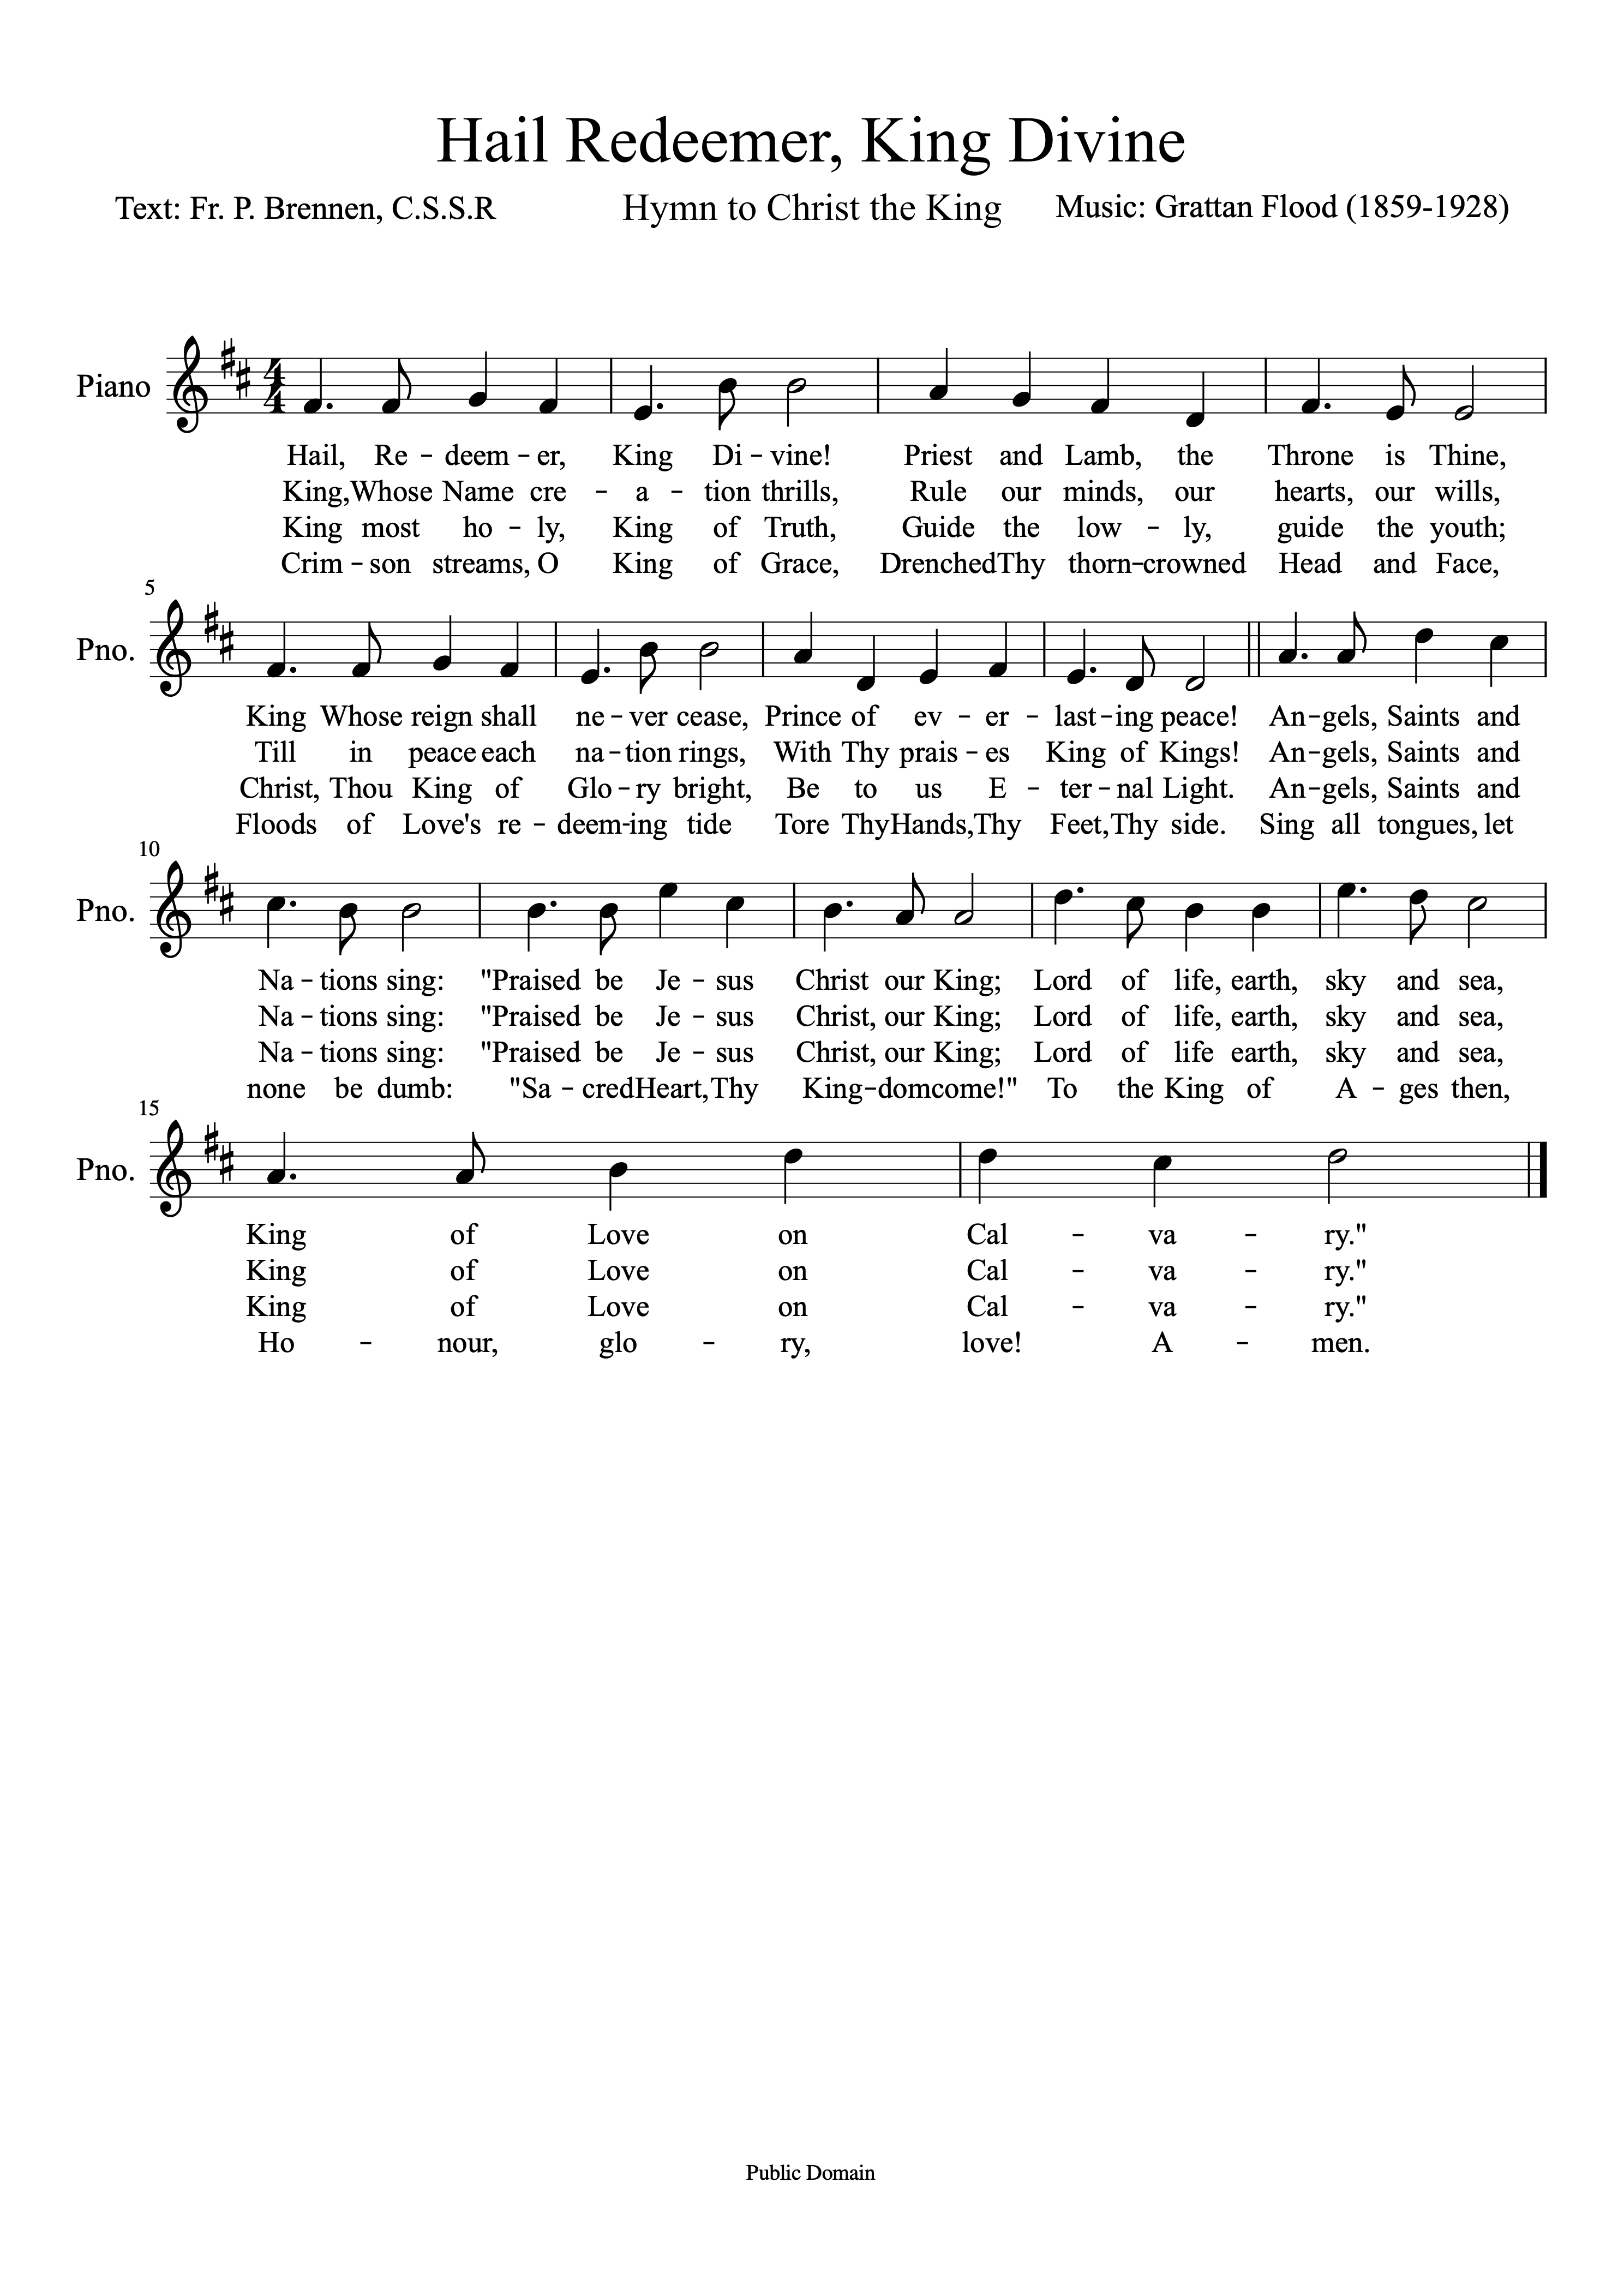 Hail Redeemer, King Divine
Text: Fr. P. Brennen, C.S.S.R Hymn to Christ the King Music: Grattan Flood (1859-1928)
Piano
4
4
Hail, Re - deem - er, King Di - vine! Priest and Lamb, the Throne is Thine,
King, Whose Name cre - a - tion thrills, Rule our minds, our hearts, our wills,
King most ho - ly, King of Truth, Guide the low - ly, guide the youth;
Crim - son streams, O King of Grace, Drenched Thy thorn-crowned Head and Face,
5
Pno.
King Whose reign shall ne - ver cease, Prince of ev - er - last - ing peace! An - gels, Saints and
Till in peace each na - tion rings, With Thy prais - es King of Kings! An - gels, Saints and
Christ, Thou King of Glo - ry bright, Be to us E - ter - nal Light. An - gels, Saints and
Floods of Love's re - deem - ing tide Tore Thy Hands, Thy Feet, Thy side. Sing all tongues, let
10
Pno.
Na - tions sing: "Praised be Je - sus Christ our King; Lord of life, earth, sky and sea,
Na - tions sing: "Praised be Je - sus Christ, our King; Lord of life, earth, sky and sea,
Na - tions sing: "Praised be Je - sus Christ, our King; Lord of life earth, sky and sea,
none be dumb: "Sa - cred Heart, Thy King - dom come!" To the King of A - ges then,
15
Pno.
King of Love on Cal - va - ry."
King of Love on Cal - va - ry."
King of Love on Cal - va - ry."
Ho - nour, glo - ry, love! A - men.
Public Domain